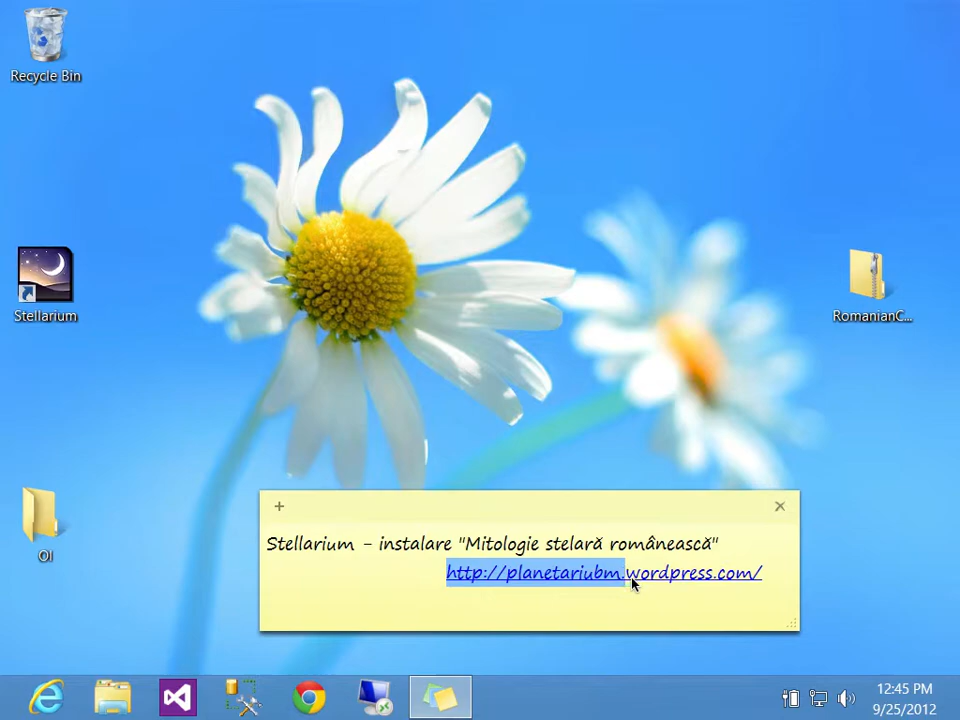 Recycle Bin
Stellarium
RomanianC...
OI
+
Stellarium - instalare "Mitologie stelară românească"
http://planetariubm.wordpress.com/
12:45 PM
9/25/2012